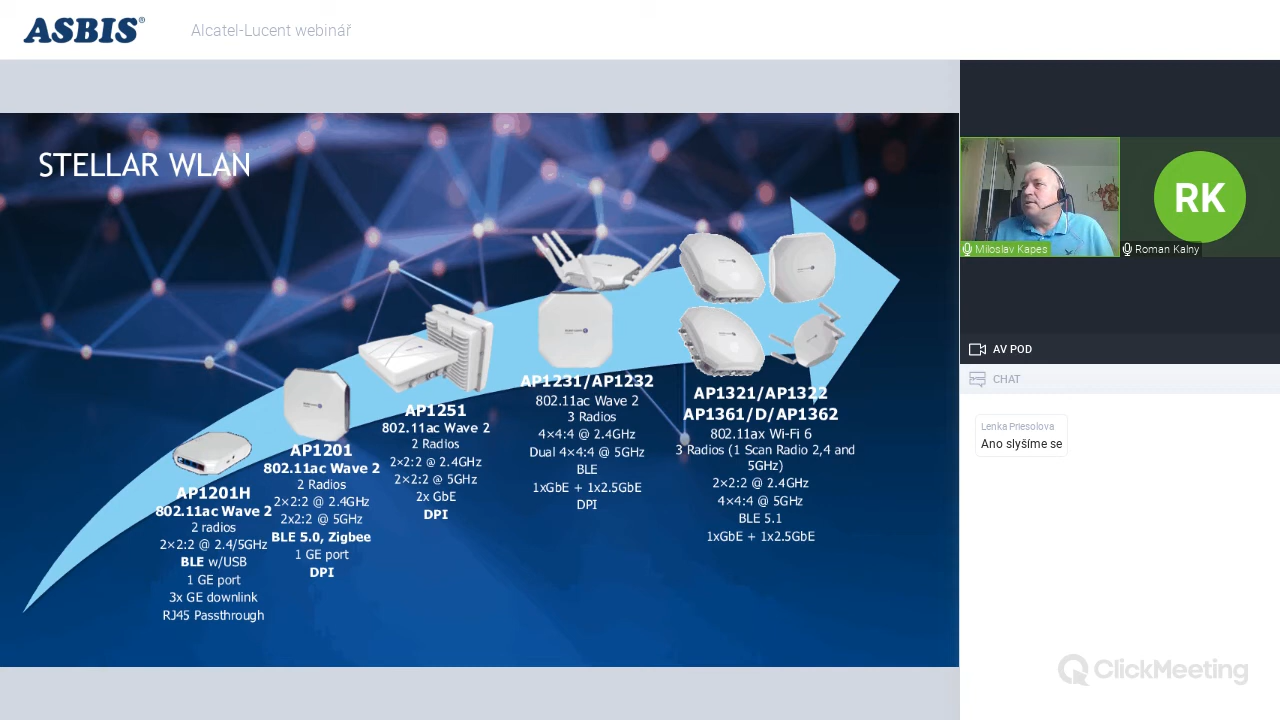 ASBIS®
Alcatel-Lucent webinář
STELLAR WLAN
AP1201H
802.11ac Wave 2
2 radios
2×2:2 @ 2.4/5GHz
BLE w/USB
1 GE port
3x GE downlink
RJ45 Passthrough
AP1201
802.11ac Wave 2
2 Radios
2×2:2 @ 2.4GHz
2x2:2 @ 5GHz
BLE 5.0, Zigbee
1 GE port
DPI
AP1251
802.11ac Wave 2
2 Radios
2×2:2 @ 2.4GHz
2×2:2 @ 5GHz
2x GbE
DPI
AP1231/AP1232
802.11ac Wave 2
3 Radios
4×4:4 @ 2.4GHz
Dual 4×4:4 @ 5GHz
BLE
1xGbE + 1x2.5GbE
DPI
AP1321/AP1322
AP1361/D/AP1362
802.11ax Wi-Fi 6
3 Radios (1 Scan Radio 2,4 and
5GHz)
2×2:2 @ 2.4GHz
4×4:4 @ 5GHz
BLE 5.1
1xGbE + 1x2.5GbE
RK
Miloslav Kapes
Roman Kalny
AV POD
CHAT
Lenka Priesolova
Ano slyšíme se
ClickMeeting